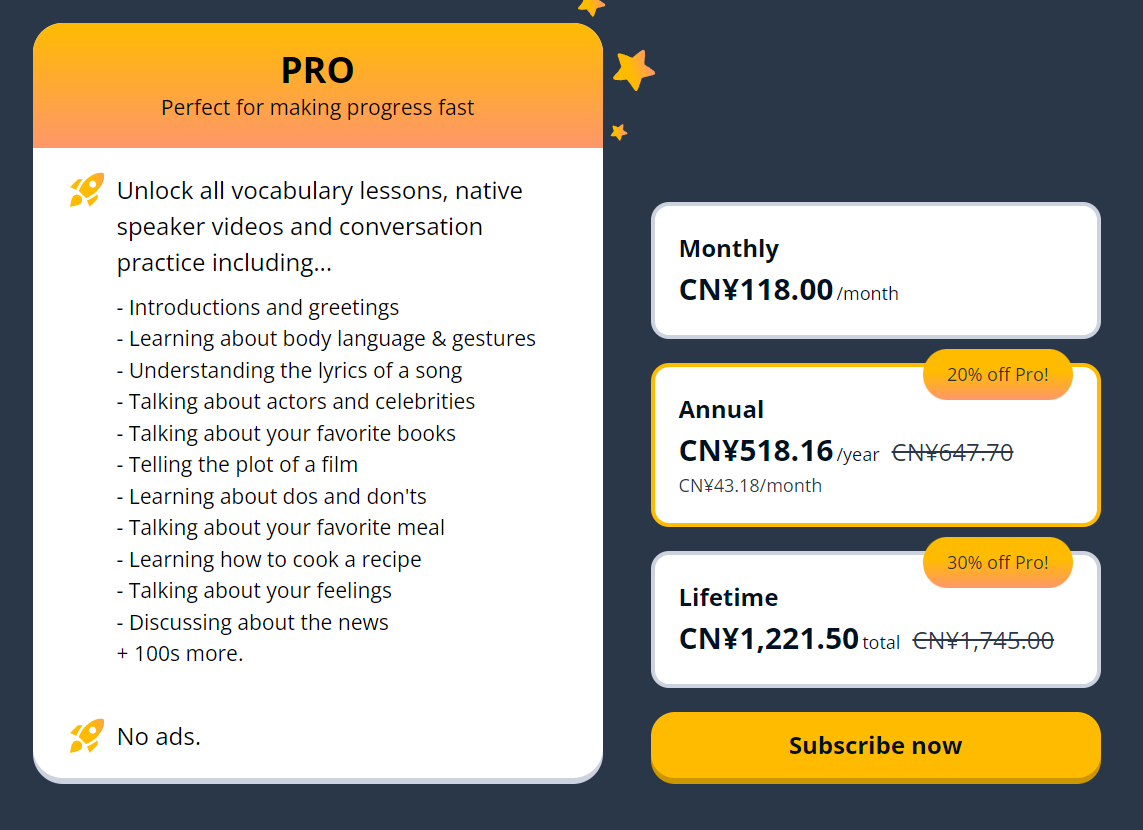 PRO
Perfect for making progress fast
Unlock all vocabulary lessons, native
speaker videos and conversation
practice including...
- Introductions and greetings
- Learning about body language & gestures
- Understanding the lyrics of a song
- Talking about actors and celebrities
- Talking about your favorite books
- Telling the plot of a film
- Learning about dos and don'ts
- Talking about your favorite meal
- Learning how to cook a recipe
- Talking about your feelings
- Discussing about the news
+ 100s more.
No ads.
Monthly
CN¥118.00 /month
20% off Pro!
Annual
CN¥518.16 /year CN¥647.70
CN¥43.18/month
30% off Pro!
Lifetime
CN¥1,221.50 total CN¥1,745.00
Subscribe now